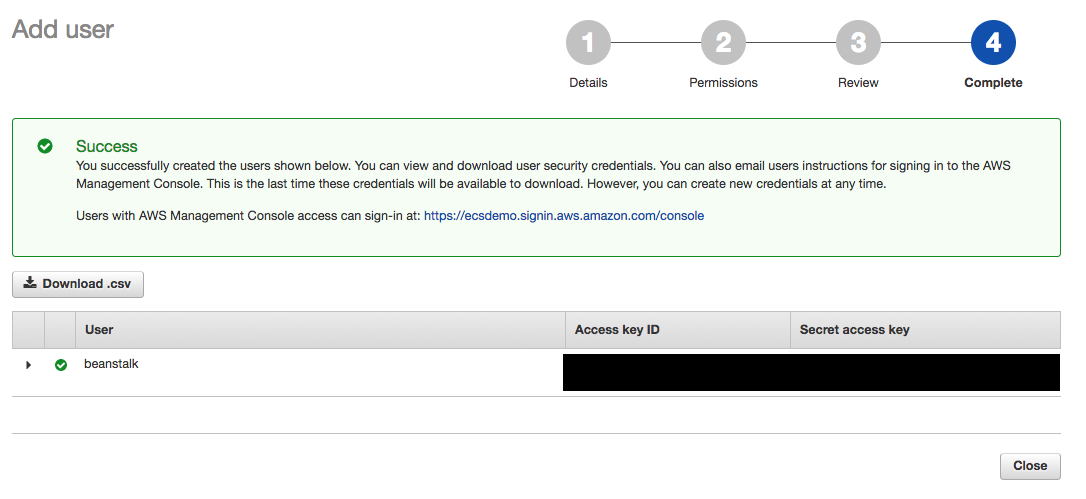 Add user
1
2
3
4
Details
Permissions
Review
Complete
Success
You successfully created the users shown below. You can view and download user security credentials. You can also email users instructions for signing in to the AWS
Management Console. This is the last time these credentials will be available to download. However, you can create new credentials at any time.
Users with AWS Management Console access can sign-in at: https://ecsdemo.signin.aws.amazon.com/console
Download .csv
User
Access key ID
Secret access key
beanstalk
Close